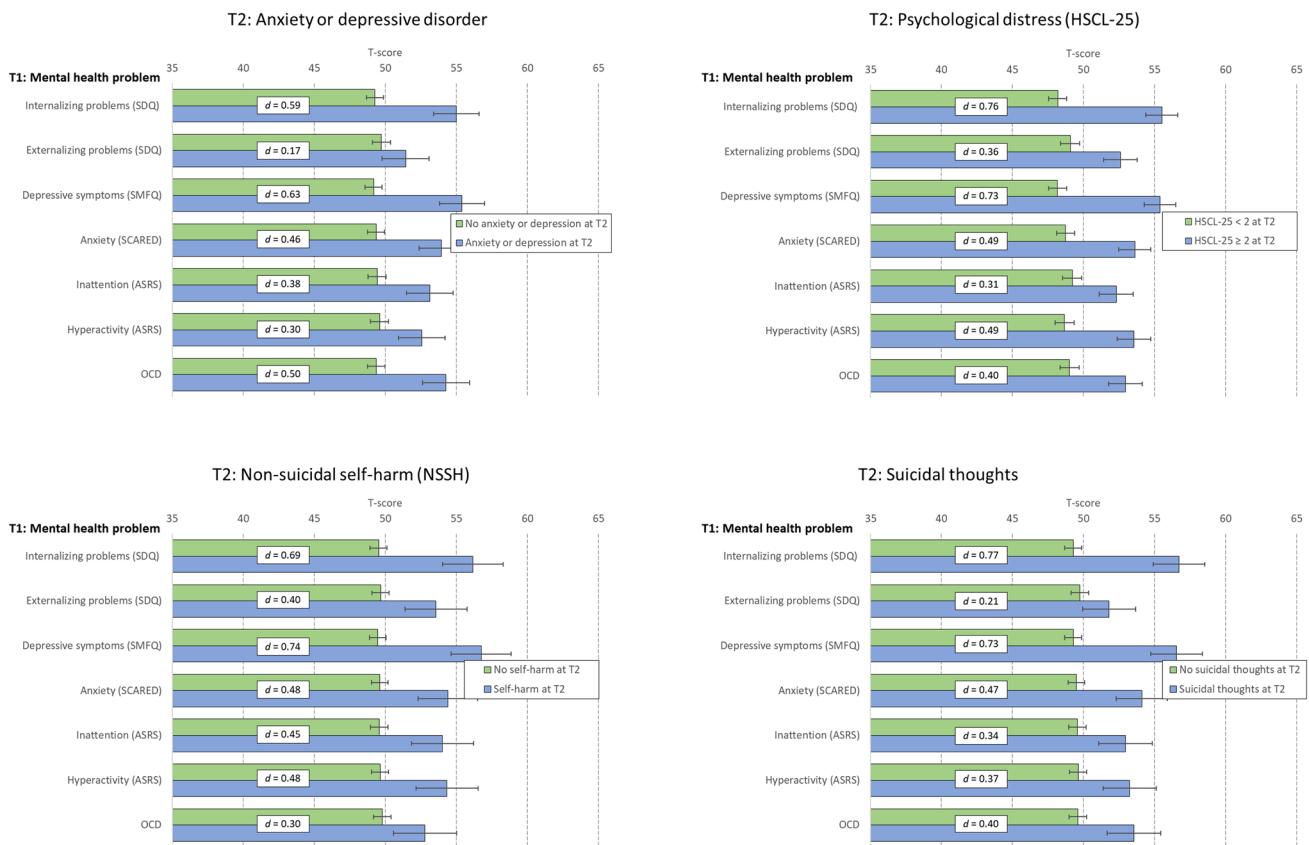 T2: Anxiety or depressive disorder
T-score
T1: Mental health problem
35 40 45 50 55 60 65
Internalizing problems (SDQ)
d = 0.59
Externalizing problems (SDQ)
d = 0.17
Depressive symptoms (SMFQ)
d = 0.63
Anxiety (SCARED)
d = 0.46
Inattention (ASRS)
d = 0.38
Hyperactivity (ASRS)
d = 0.30
OCD
d = 0.50
No anxiety or depression at T2
Anxiety or depression at T2
T2: Psychological distress (HSCL-25)
T-score
T1: Mental health problem
35 40 45 50 55 60 65
Internalizing problems (SDQ)
d = 0.76
Externalizing problems (SDQ)
d = 0.36
Depressive symptoms (SMFQ)
d = 0.73
Anxiety (SCARED)
d = 0.49
Inattention (ASRS)
d = 0.31
Hyperactivity (ASRS)
d = 0.49
OCD
d = 0.40
HSCL-25 < 2 at T2
HSCL-25 ≥ 2 at T2
T2: Non-suicidal self-harm (NSSH)
T-score
T1: Mental health problem
35 40 45 50 55 60 65
Internalizing problems (SDQ)
d = 0.69
Externalizing problems (SDQ)
d = 0.40
Depressive symptoms (SMFQ)
d = 0.74
Anxiety (SCARED)
d = 0.48
Inattention (ASRS)
d = 0.45
Hyperactivity (ASRS)
d = 0.48
OCD
d = 0.30
No self-harm at T2
Self-harm at T2
T2: Suicidal thoughts
T-score
T1: Mental health problem
35 40 45 50 55 60 65
Internalizing problems (SDQ)
d = 0.77
Externalizing problems (SDQ)
d = 0.21
Depressive symptoms (SMFQ)
d = 0.73
Anxiety (SCARED)
d = 0.47
Inattention (ASRS)
d = 0.34
Hyperactivity (ASRS)
d = 0.37
OCD
d = 0.40
No suicidal thoughts at T2
Suicidal thoughts at T2